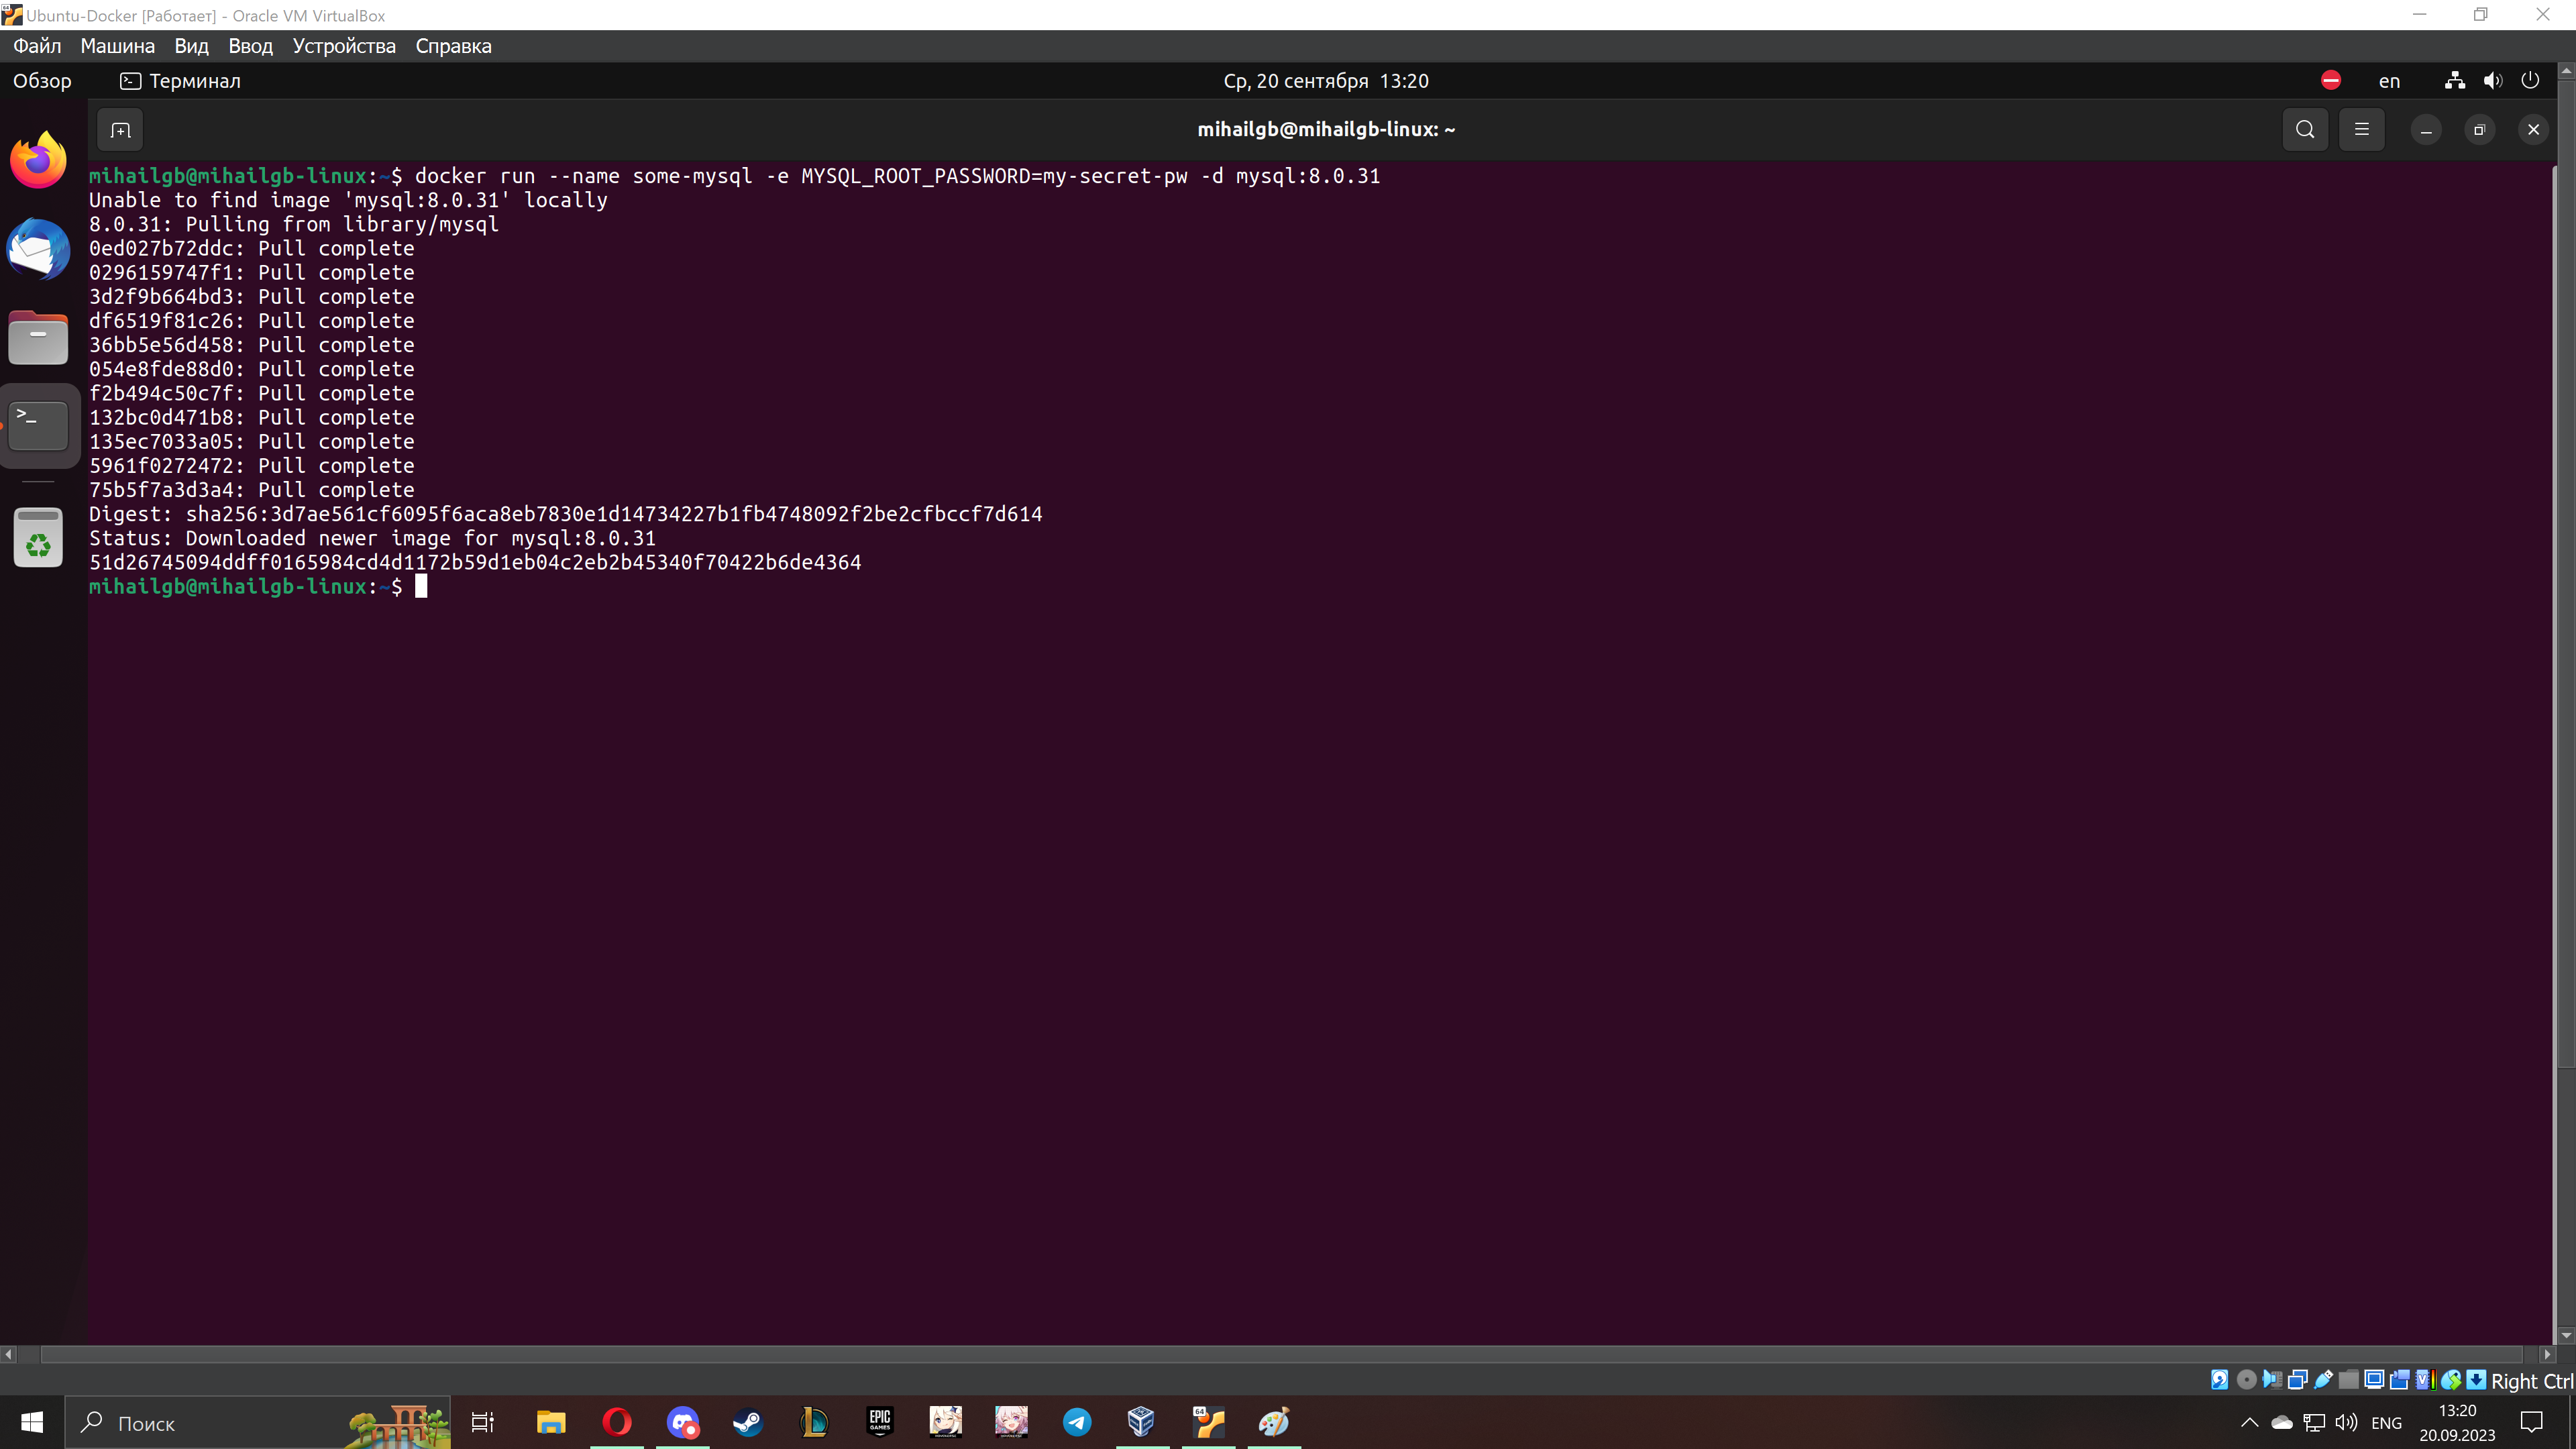 Ubuntu-Docker [Работает] - Oracle VM VirtualBox
Файл Машина Вид Ввод Устройства Справка
Обзор Терминал Ср, 20 сентября 13:20 en
mihailgb@mihailgb-linux: ~
mihailgb@mihailgb-linux:~$ docker run --name some-mysql -e MYSQL_ROOT_PASSWORD=my-secret-pw -d mysql:8.0.31
Unable to find image 'mysql:8.0.31' locally
8.0.31: Pulling from library/mysql
0ed027b72ddc: Pull complete
0296159747f1: Pull complete
3d2f9b664bd3: Pull complete
df6519f81c26: Pull complete
36bb5e56d458: Pull complete
054e8fde88d0: Pull complete
f2b494c50c7f: Pull complete
132bc0d471b8: Pull complete
135ec7033a05: Pull complete
5961f0272472: Pull complete
75b5f7a3d3a4: Pull complete
Digest: sha256:3d7ae561cf6095f6aca8eb7830e1d14734227b1fb4748092f2be2cfbccf7d614
Status: Downloaded newer image for mysql:8.0.31
51d26745094ddff0165984cd4d1172b59d1eb04c2eb2b45340f70422b6de4364
mihailgb@mihailgb-linux:~$
Right Ctrl
Поиск EPIC GAMES 64 ENG 13:20
20.09.2023